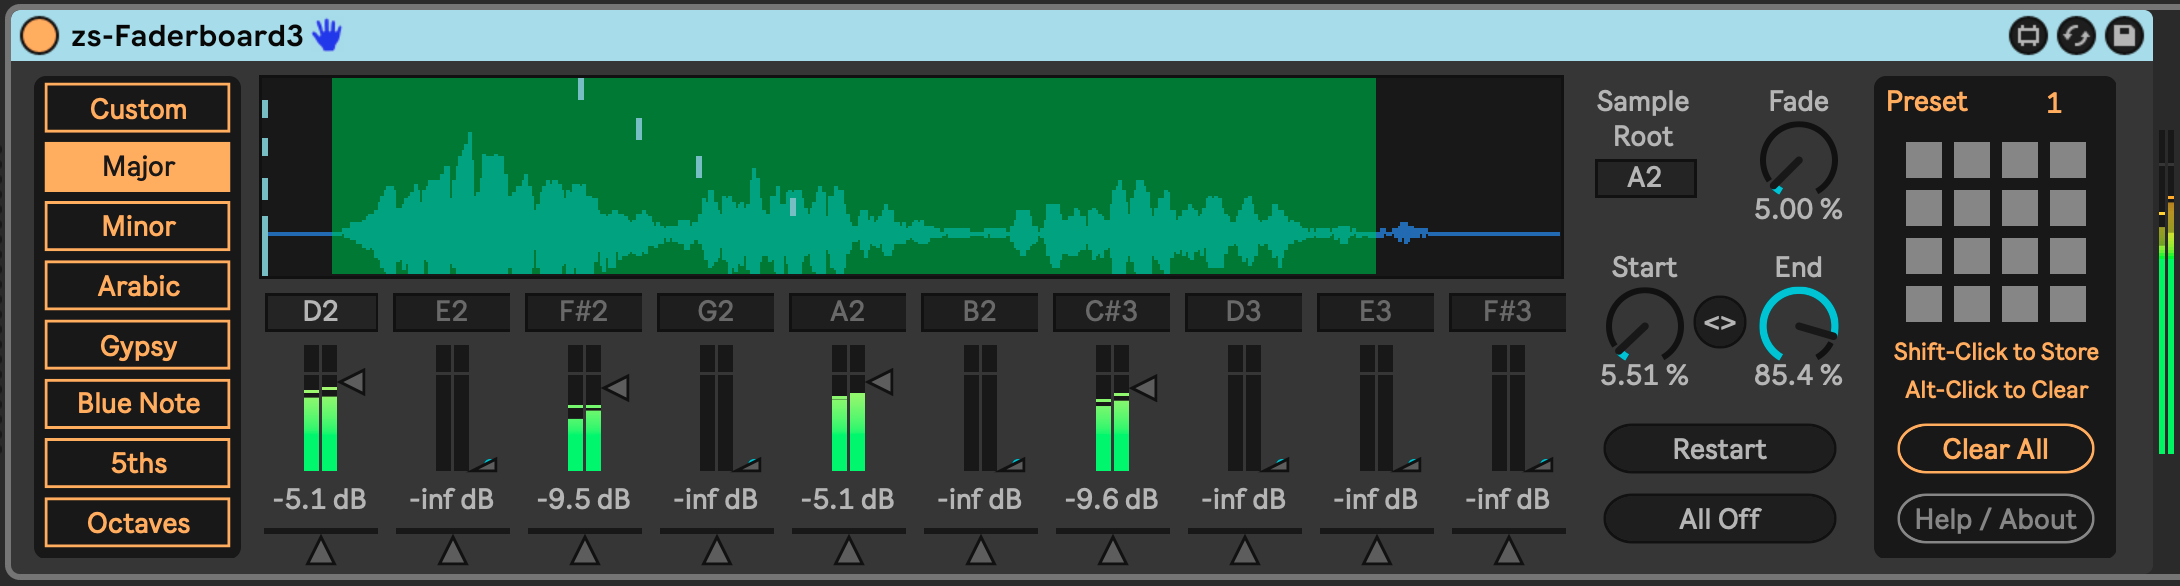 zs-Faderboard3
Custom
Major
Minor
Arabic
Gypsy
Blue Note
5ths
Octaves
D2 E2 F#2 G2 A2 B2 C#3 D3 E3 F#3
-5.1 dB -inf dB -9.5 dB -inf dB -5.1 dB -inf dB -9.6 dB -inf dB -inf dB -inf dB
Sample
Root
A2
Fade
5.00 %
Start
5.51 %
<>
End
85.4 %
Restart
All Off
Preset 1
Shift-Click to Store
Alt-Click to Clear
Clear All
Help / About